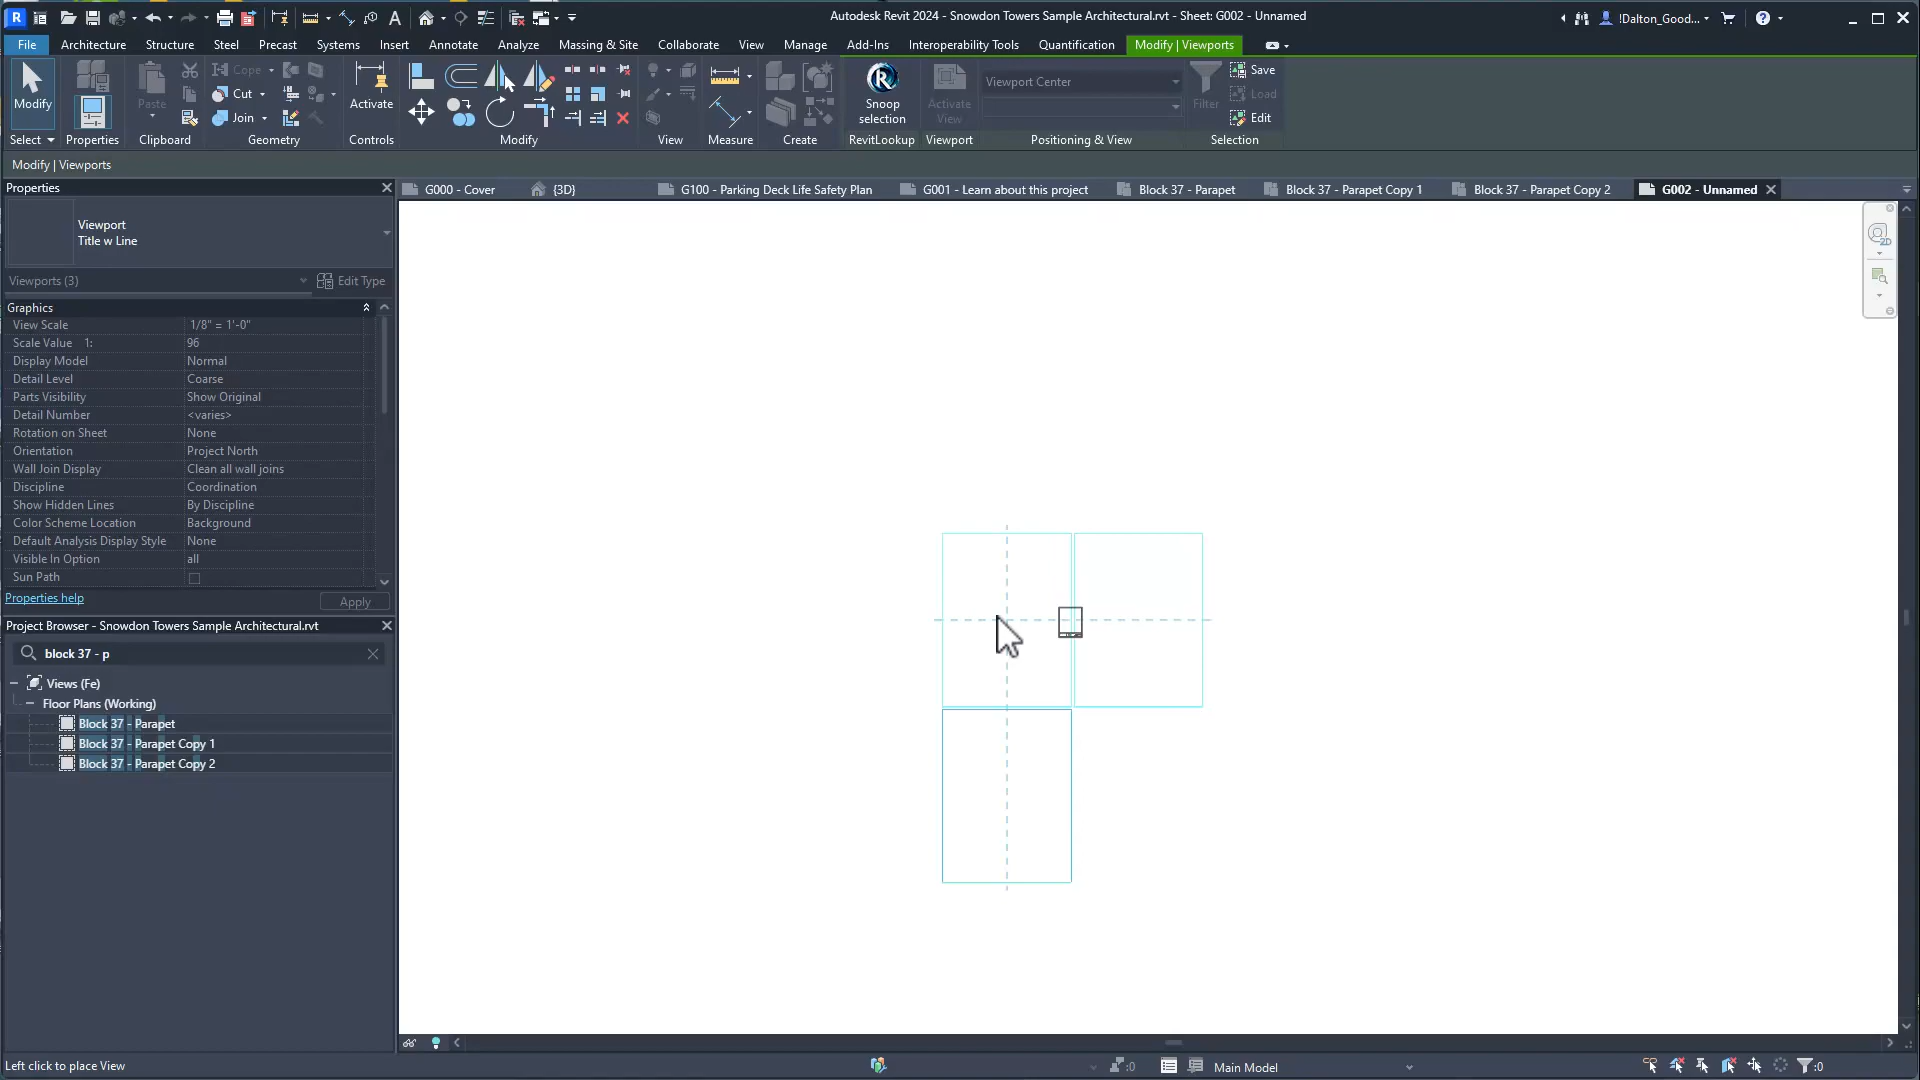 Autodesk Revit 2024 - Snowdon Towers Sample Architectural.rvt - Sheet: G002 - Unnamed
!Dalton_Good...
File Architecture Structure Steel Precast Systems Insert Annotate Analyze Massing & Site Collaborate View Manage Add-Ins Interoperability Tools Quantification Modify | Viewports
Modify
Paste
Cope
Cut
Join
Activate
Snoop selection
Activate View
Viewport Center
Filter
Save
Load
Edit
Select Properties Clipboard Geometry Controls Modify View Measure Create RevitLookup Viewport Positioning & View Selection
Modify | Viewports
Properties
G000 - Cover {3D} G100 - Parking Deck Life Safety Plan G001 - Learn about this project Block 37 - Parapet Block 37 - Parapet Copy 1 Block 37 - Parapet Copy 2 G002 - Unnamed
Viewport
Title w Line
Viewports (3) Edit Type
Graphics
View Scale 1/8" = 1'-0"
Scale Value 1: 96
Display Model Normal
Detail Level Coarse
Parts Visibility Show Original
Detail Number <varies>
Rotation on Sheet None
Orientation Project North
Wall Join Display Clean all wall joins
Discipline Coordination
Show Hidden Lines By Discipline
Color Scheme Location Background
Default Analysis Display Style None
Visible In Option all
Sun Path
Properties help Apply
Project Browser - Snowdon Towers Sample Architectural.rvt
block 37 - p
Views (Fe)
Floor Plans (Working)
Block 37 - Parapet
Block 37 - Parapet Copy 1
Block 37 - Parapet Copy 2
2D
Left click to place View :0 Main Model :0